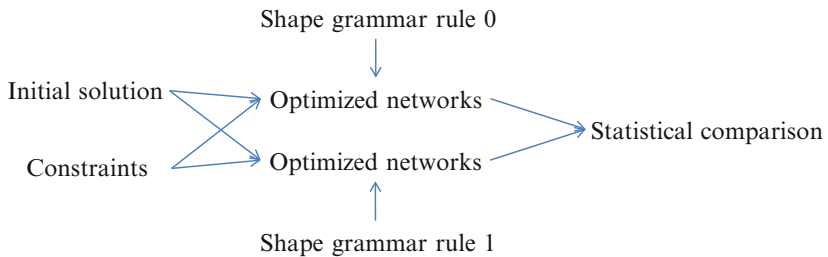 Shape grammar rule 0
Initial solution
Optimized networks
Statistical comparison
Constraints
Optimized networks
Shape grammar rule 1